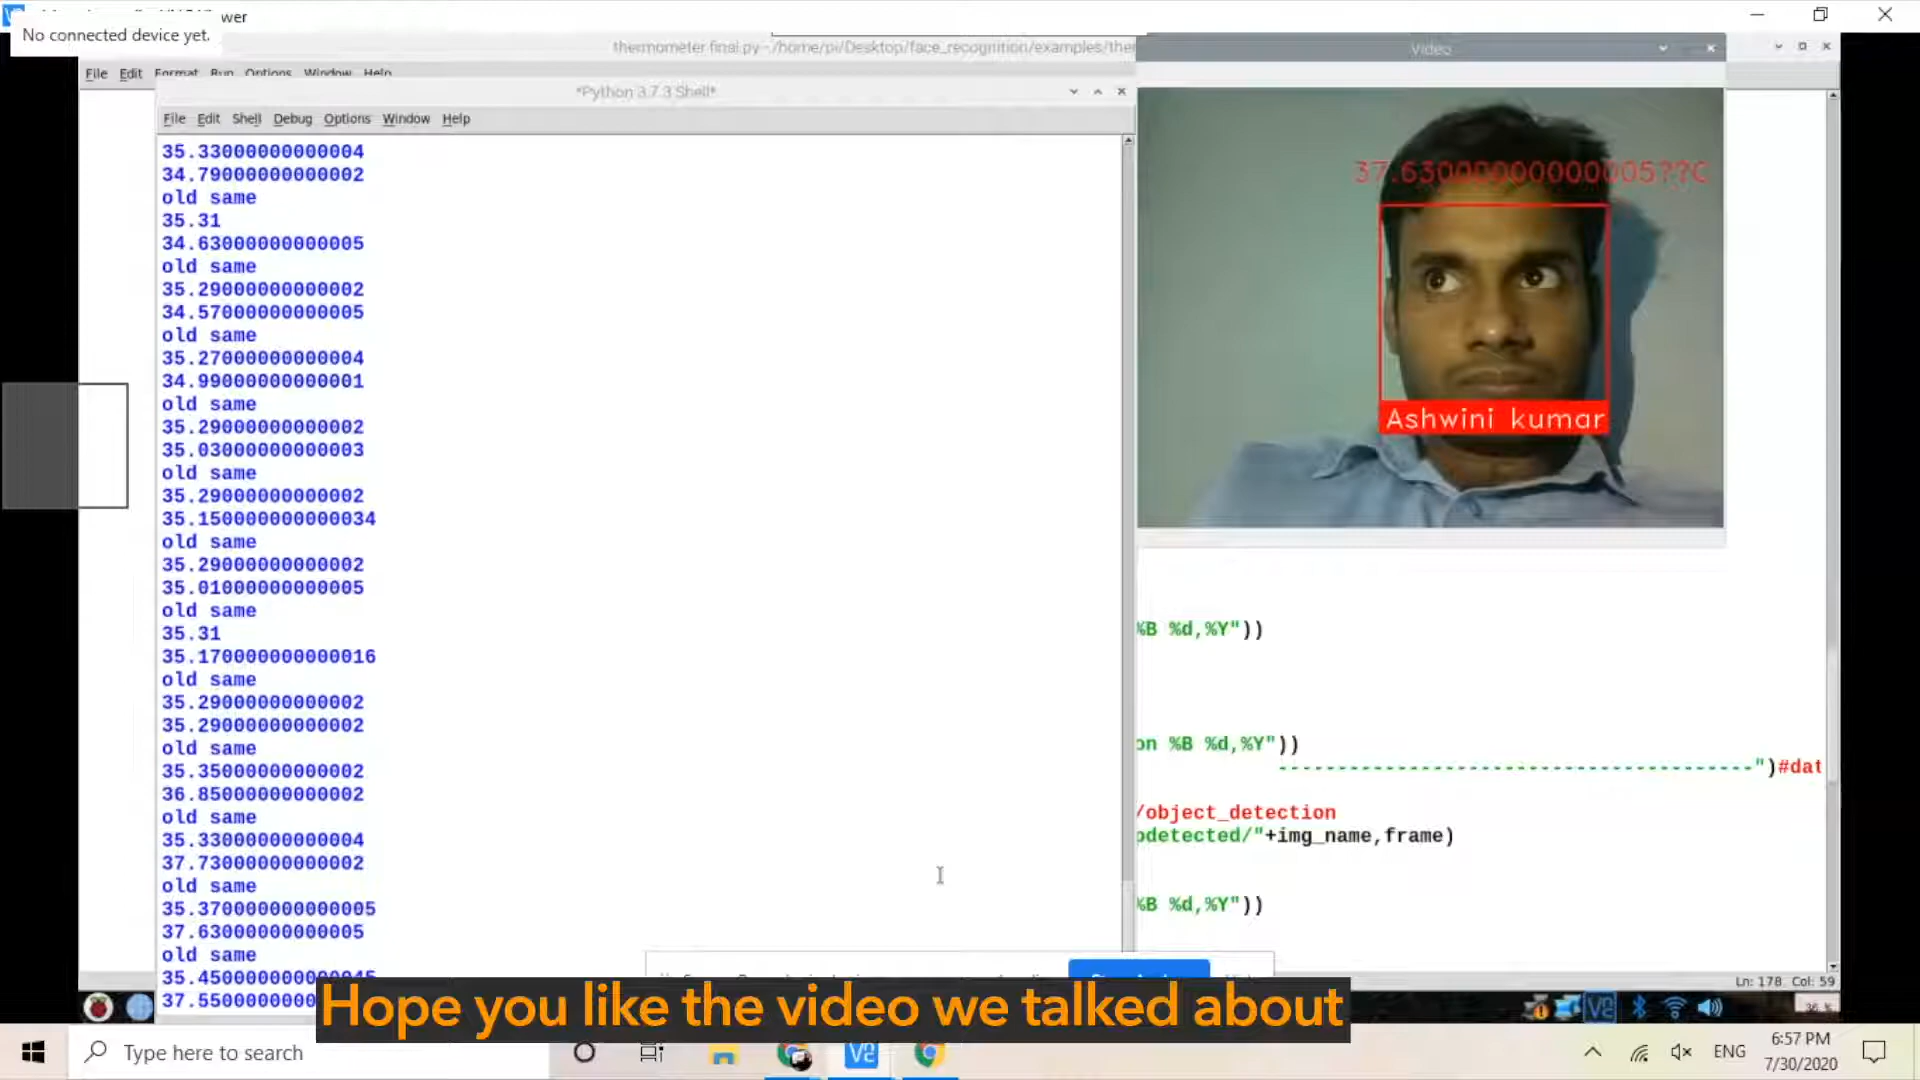 No connected device yet.
thermometer final.py - /home/pi/Desktop/face_recognition/examples/ther
File Edit Format Run Options Window Help
*Python 3.7.3 Shell*
File Edit Shell Debug Options Window Help
35.33000000000004
34.79000000000002
old same
35.31
34.63000000000005
old same
35.29000000000002
34.57000000000005
old same
35.27000000000004
34.99000000000001
old same
35.29000000000002
35.03000000000003
old same
35.29000000000002
35.150000000000034
old same
35.29000000000002
35.01000000000005
old same
35.31
35.170000000000016
old same
35.29000000000002
35.29000000000002
old same
35.35000000000002
36.85000000000002
old same
35.33000000000004
37.73000000000002
old same
35.370000000000005
37.63000000000005
old same
Video
37.63000000000005??C
Ashwini kumar
%B %d,%Y"))
on %B %d,%Y"))
")#dat
/object_detection
detected/"+img_name,frame)
%B %d,%Y"))
Ln: 178 Col: 59
Hope you like the video we talked about
Type here to search
ENG
6:57 PM
7/30/2020